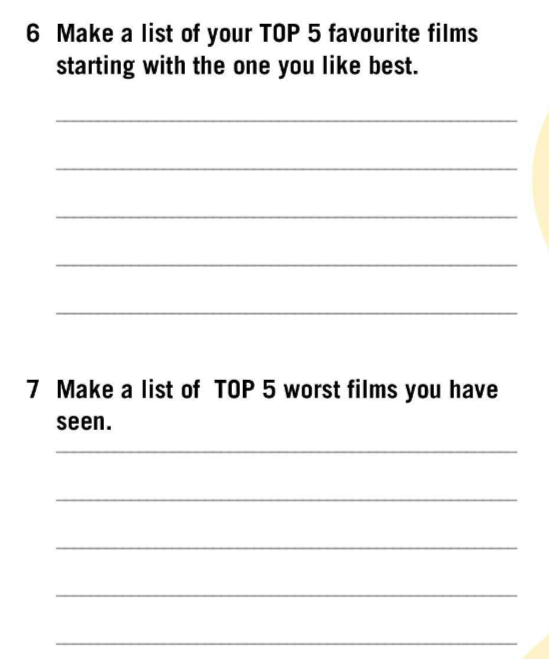 6 Make a list of your TOP 5 favourite films
starting with the one you like best.
7 Make a list of TOP 5 worst films you have
seen.